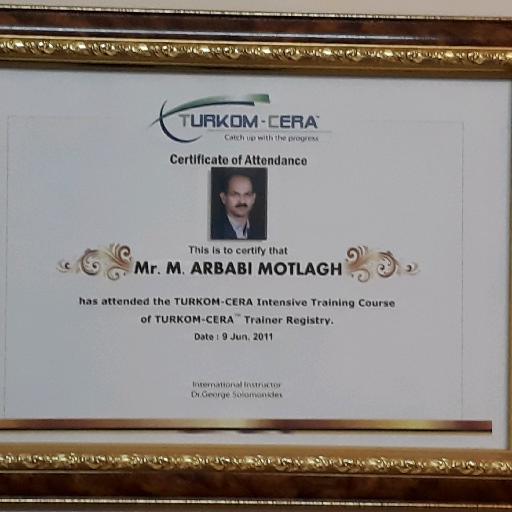 TURKOM-CERA™
Catch up with the progress
Certificate of Attendance
This is to certify that
Mr. M. ARBABI MOTLAGH
has attended the TURKOM-CERA Intensive Training Course
of TURKOM-CERA™ Trainer Registry.
Date : 9 Jun. 2011
International Instructor
Dr.George Solomonides